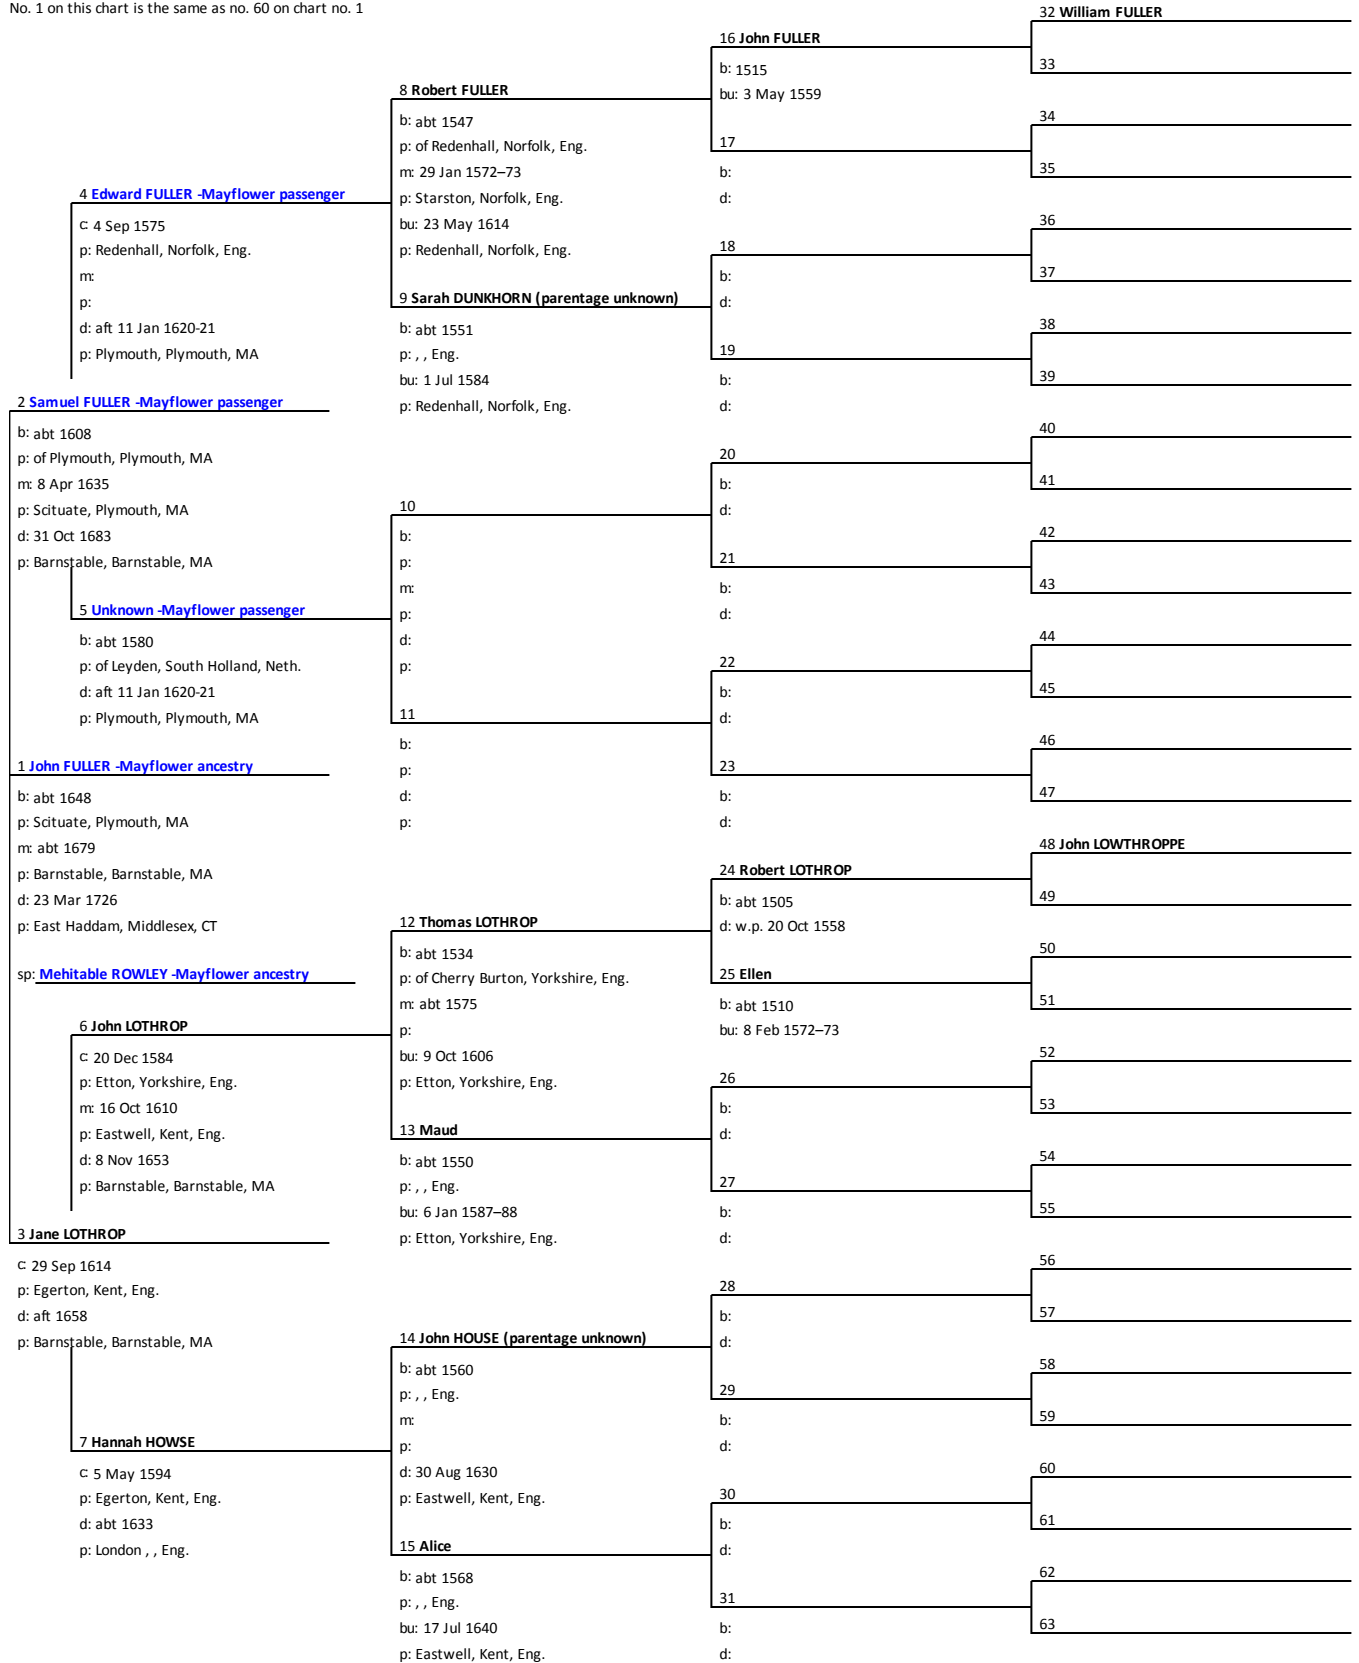 No. 1 on this chart is the same as no. 60 on chart no. 1
4 Edward FULLER -Mayflower passenger
c: 4 Sep 1575
p: Redenhall, Norfolk, Eng.
m:
p:
d: aft 11 Jan 1620-21
p: Plymouth, Plymouth, MA
2 Samuel FULLER -Mayflower passenger
b: abt 1608
p: of Plymouth, Plymouth, MA
m: 8 Apr 1635
p: Scituate, Plymouth, MA
d: 31 Oct 1683
p: Barnstable, Barnstable, MA
5 Unknown -Mayflower passenger
b: abt 1580
p: of Leyden, South Holland, Neth.
d: aft 11 Jan 1620-21
p: Plymouth, Plymouth, MA
1 John FULLER -Mayflower ancestry
b: abt 1648
p: Scituate, Plymouth, MA
m: abt 1679
p: Barnstable, Barnstable, MA
d: 23 Mar 1726
p: East Haddam, Middlesex, CT
sp: Mehitable ROWLEY -Mayflower ancestry
6 John LOTHROP
c: 20 Dec 1584
p: Etton, Yorkshire, Eng.
m: 16 Oct 1610
p: Eastwell, Kent, Eng.
d: 8 Nov 1653
p: Barnstable, Barnstable, MA
3 Jane LOTHROP
c: 29 Sep 1614
p: Egerton, Kent, Eng.
d: aft 1658
p: Barnstable, Barnstable, MA
7 Hannah HOWSE
c: 5 May 1594
p: Egerton, Kent, Eng.
d: abt 1633
p: London , , Eng.
8 Robert FULLER
b: abt 1547
p: of Redenhall, Norfolk, Eng.
m: 29 Jan 1572–73
p: Starston, Norfolk, Eng.
bu: 23 May 1614
p: Redenhall, Norfolk, Eng.
9 Sarah DUNKHORN (parentage unknown)
b: abt 1551
p: , , Eng.
bu: 1 Jul 1584
p: Redenhall, Norfolk, Eng.
10
b:
p:
m:
p:
d:
p:
11
b:
p:
d:
p:
12 Thomas LOTHROP
b: abt 1534
p: of Cherry Burton, Yorkshire, Eng.
m: abt 1575
p:
bu: 9 Oct 1606
p: Etton, Yorkshire, Eng.
13 Maud
b: abt 1550
p: , , Eng.
bu: 6 Jan 1587–88
p: Etton, Yorkshire, Eng.
14 John HOUSE (parentage unknown)
b: abt 1560
p: , , Eng.
m:
p:
d: 30 Aug 1630
p: Eastwell, Kent, Eng.
15 Alice
b: abt 1568
p: , , Eng.
bu: 17 Jul 1640
p: Eastwell, Kent, Eng.
16 John FULLER
b: 1515
bu: 3 May 1559
17
b:
d:
18
b:
d:
19
b:
d:
20
b:
d:
21
b:
d:
22
b:
d:
23
b:
d:
24 Robert LOTHROP
b: abt 1505
d: w.p. 20 Oct 1558
25 Ellen
b: abt 1510
bu: 8 Feb 1572–73
26
b:
d:
27
b:
d:
28
b:
d:
29
b:
d:
30
b:
d:
31
b:
d:
32 William FULLER
33
34
35
36
37
38
39
40
41
42
43
44
45
46
47
48 John LOWTHROPPE
49
50
51
52
53
54
55
56
57
58
59
60
61
62
63